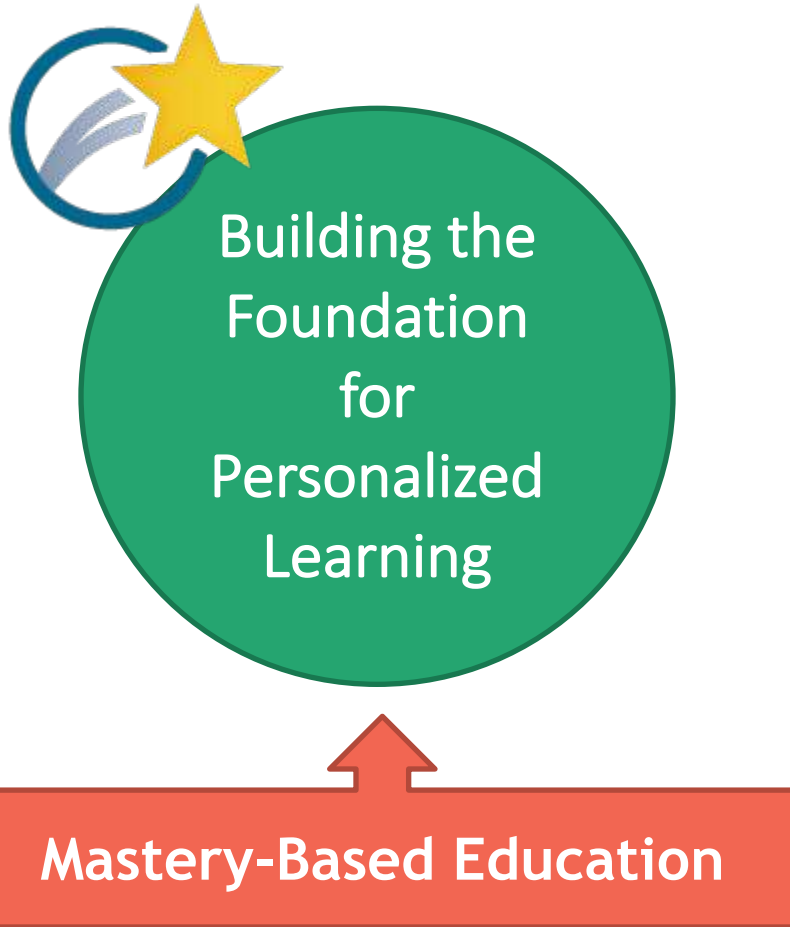 Building the
Foundation
for
Personalized
Learning
Mastery-Based Education